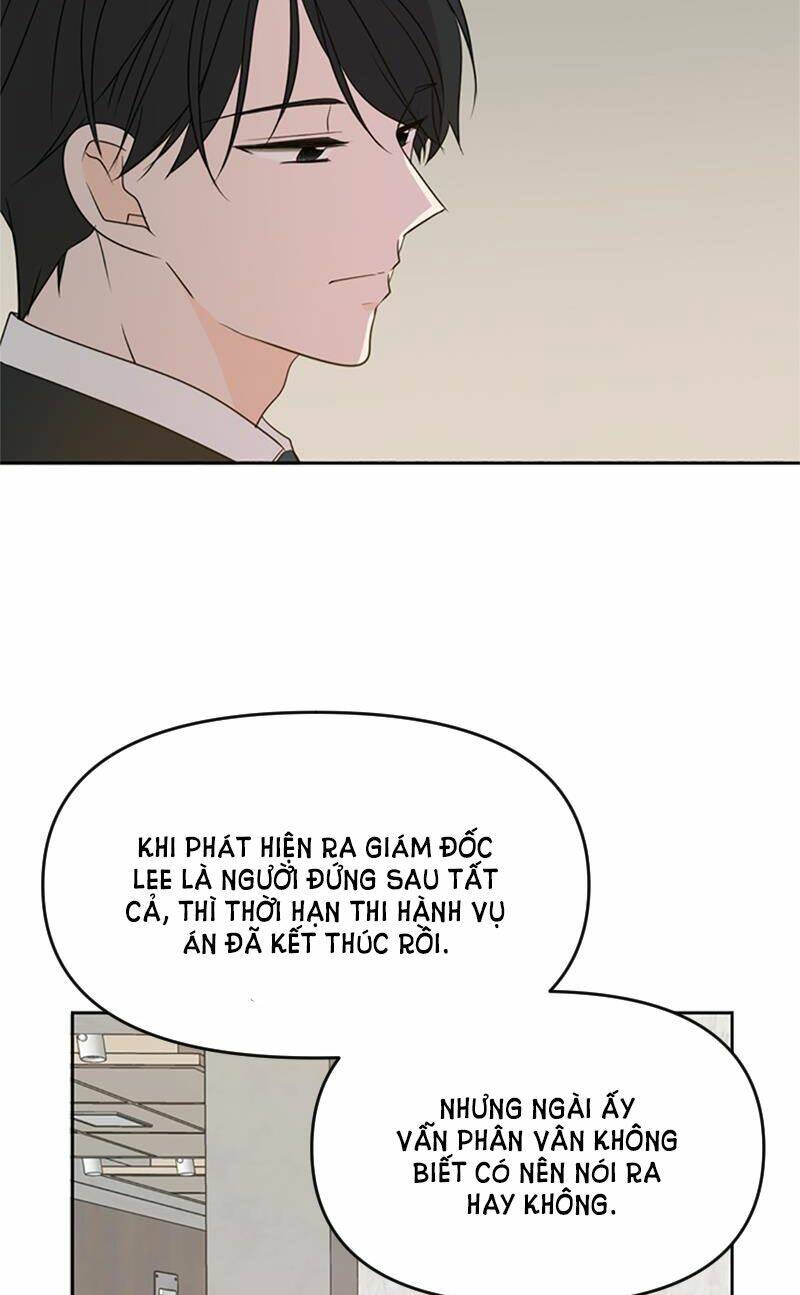 KHI PHÁT HIỆN RA GIÁM ĐỐC
LEE LÀ NGƯỜI ĐỨNG SAU TẤT
CẢ, THÌ THỜI HẠN THI HÀNH VỤ
ÁN ĐÃ KẾT THÚC RỒI.
NHƯNG NGÀI ẤY
VẪN PHÂN VÂN KHÔNG
BIẾT CÓ NÊN NÓI RA
HAY KHÔNG.